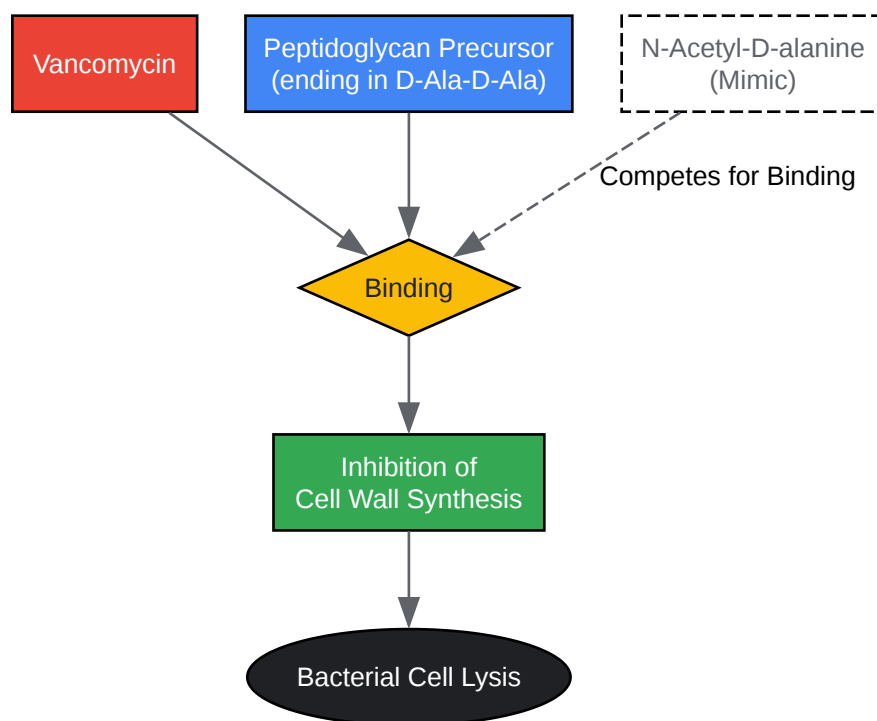 Vancomycin
Peptidoglycan Precursor
(ending in D-Ala-D-Ala)
N-Acetyl-D-alanine
(Mimic)
Competes for Binding
Binding
Inhibition of
Cell Wall Synthesis
Bacterial Cell Lysis